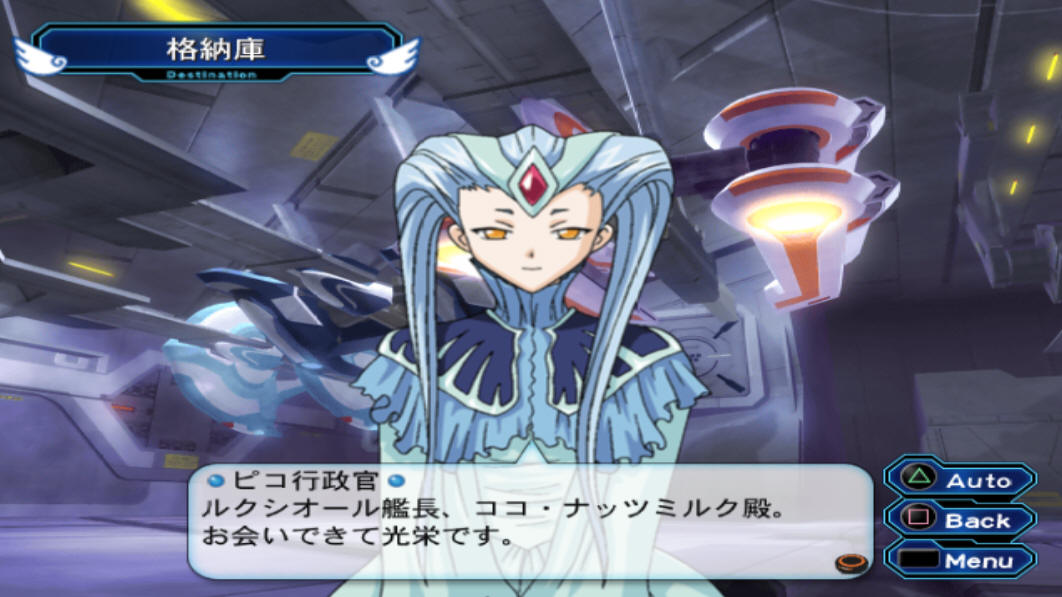 格納庫
Destination
ピコ行政官
ルクシオール艦長、ココ・ナッツミルク殿。
お会いできて光栄です。
Auto
Back
Menu